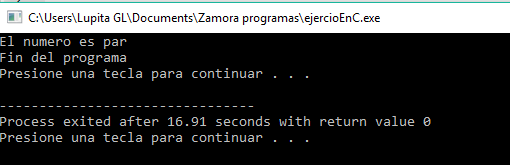 C:\Users\Lupita GL\Documents\Zamora programas\ejercioEnC.exe
El numero es par
Fin del programa
Presione una tecla para continuar . . .
--------------------------------
Process exited after 16.91 seconds with return value 0
Presione una tecla para continuar . . .